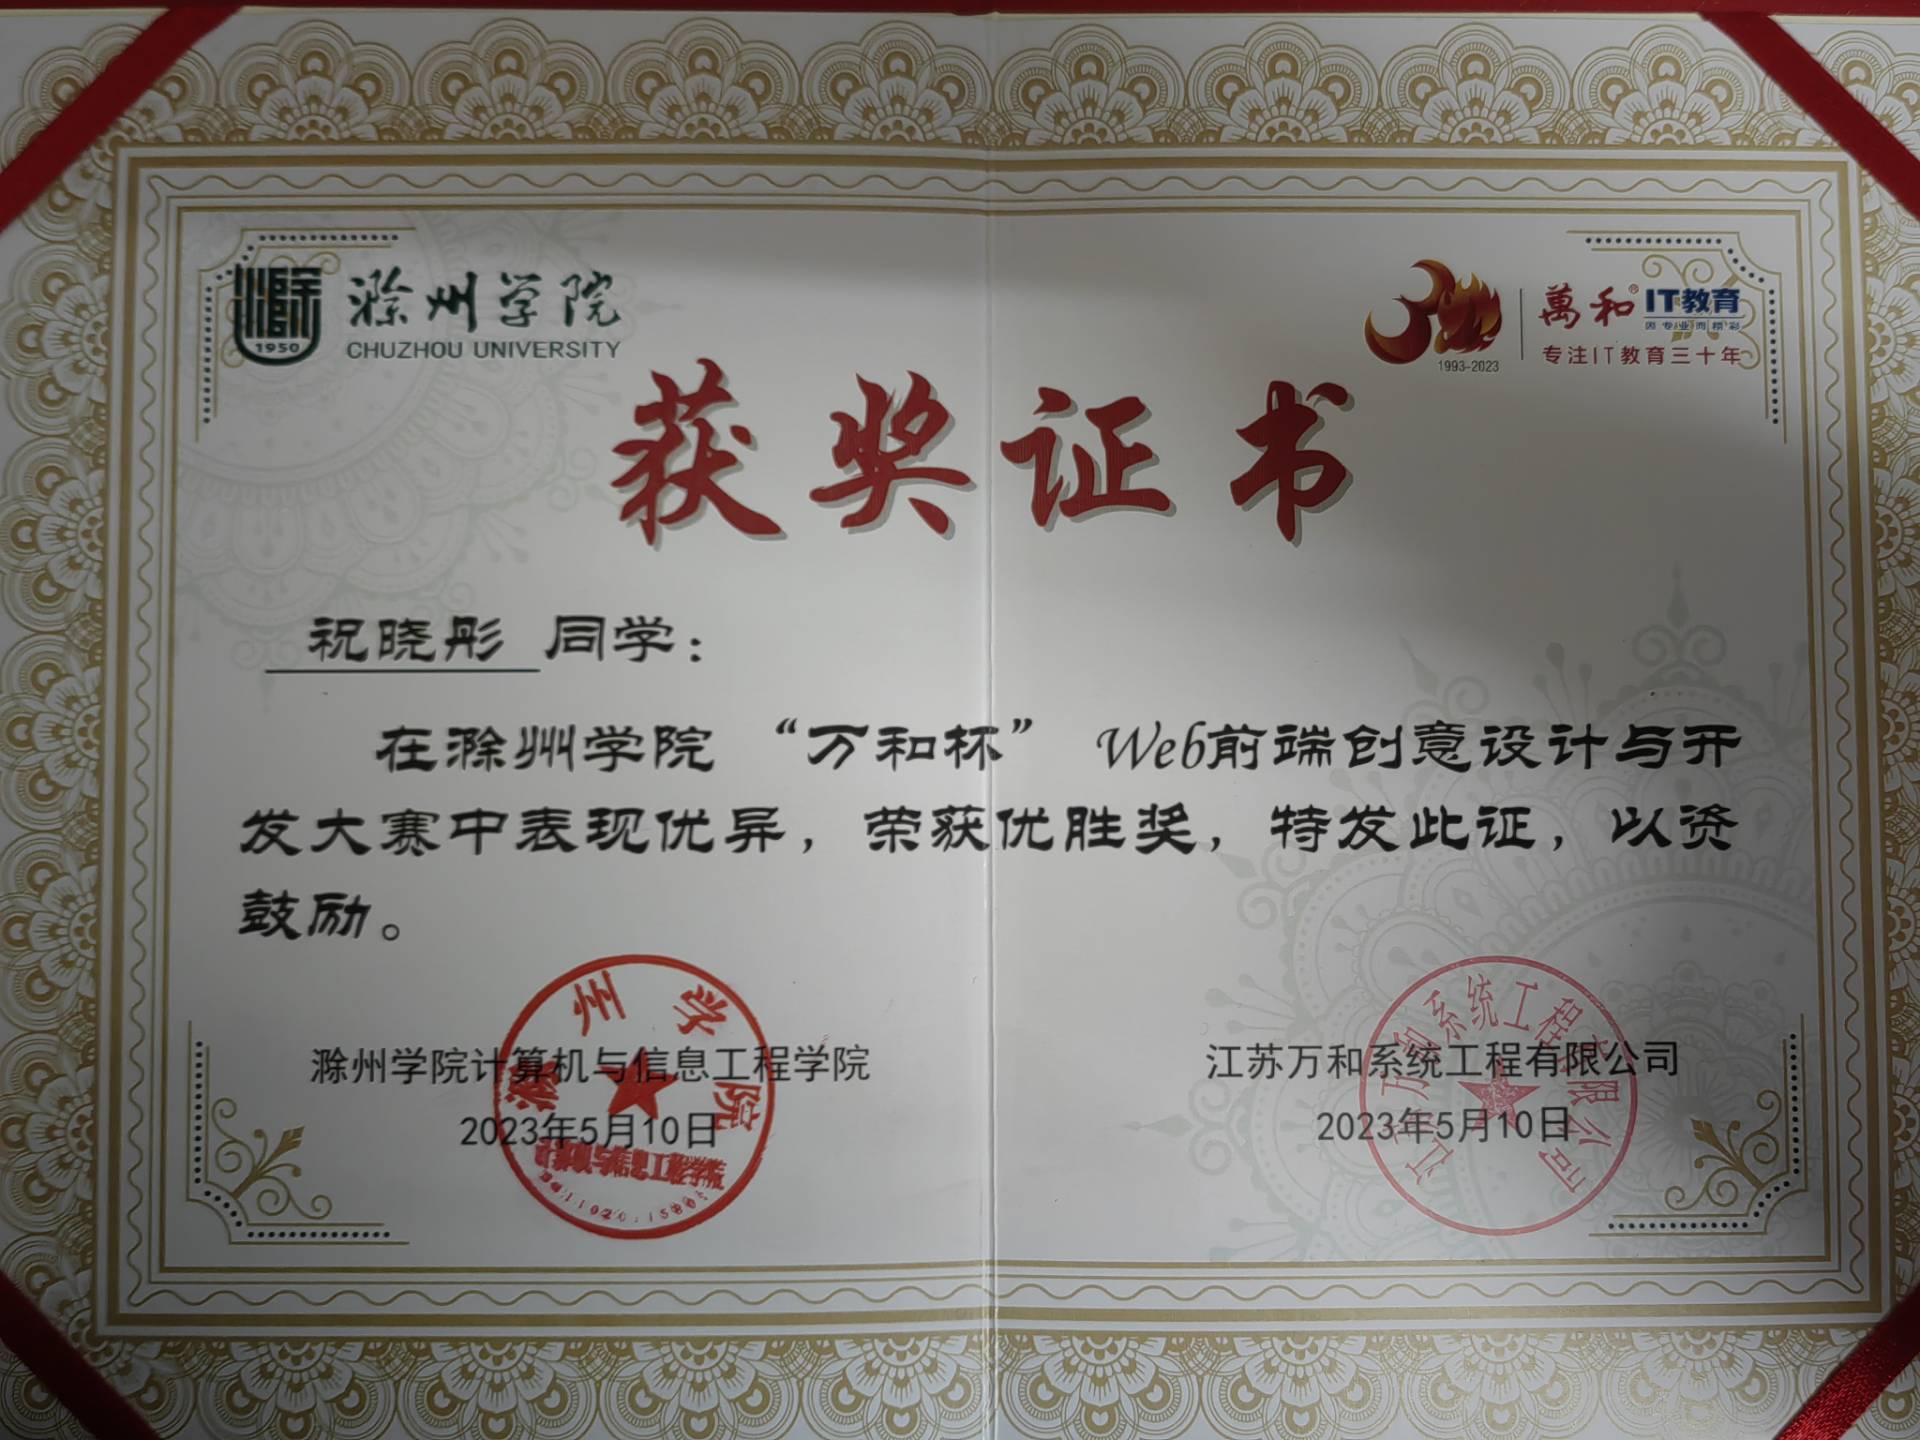 滁州学院
1950
CHUZHOU UNIVERSITY
1993-2023
萬和® IT教育
因专业而精彩
专注IT教育三十年
获奖证书
祝晓彤 同学：
在滁州学院“万和杯” Web前端创意设计与开
发大赛中表现优异，荣获优胜奖，特发此证，以资
鼓励。
滁州学院计算机与信息工程学院
2023年5月10日
滁州学院
计算机与信息工程学院
江苏万和系统工程有限公司
2023年5月10日
江苏万和系统工程有限公司